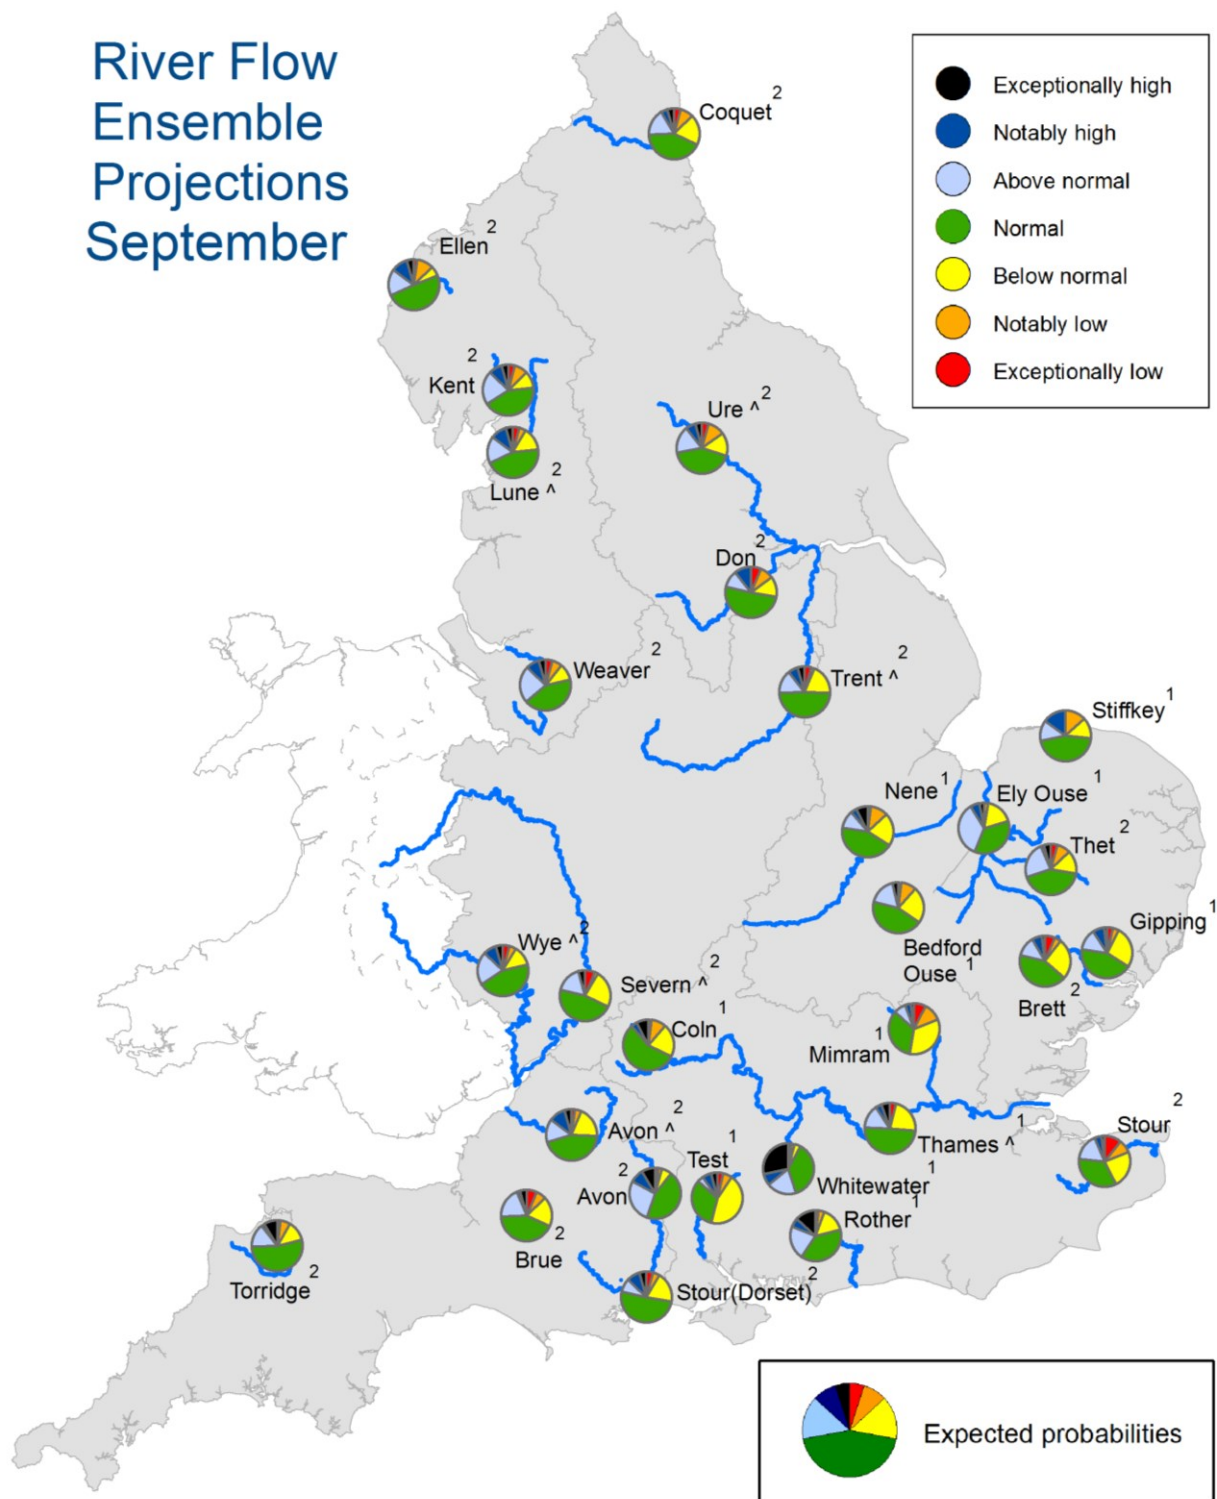 River Flow
Ensemble
Projections
September
Exceptionally high
Notably high
Above normal
Normal
Below normal
Notably low
Exceptionally low
Coquet 2
Ellen 2
Kent 2
Ure ^ 2
Lune ^ 2
Don 2
Weaver 2
Trent ^ 2
Stiffkey 1
Nene 1
Ely Ouse 1
Thet 2
Gipping 1
Bedford
Ouse 1
Brett 2
Wye ^ 2
Severn ^ 2
Coln 1
Mimram 1
Avon ^ 2
Test 1
Thames ^ 1
Stour 2
Avon 2
Whitewater 1
Rother 1
Brue 2
Torridge 2
Stour(Dorset) 2
Expected probabilities